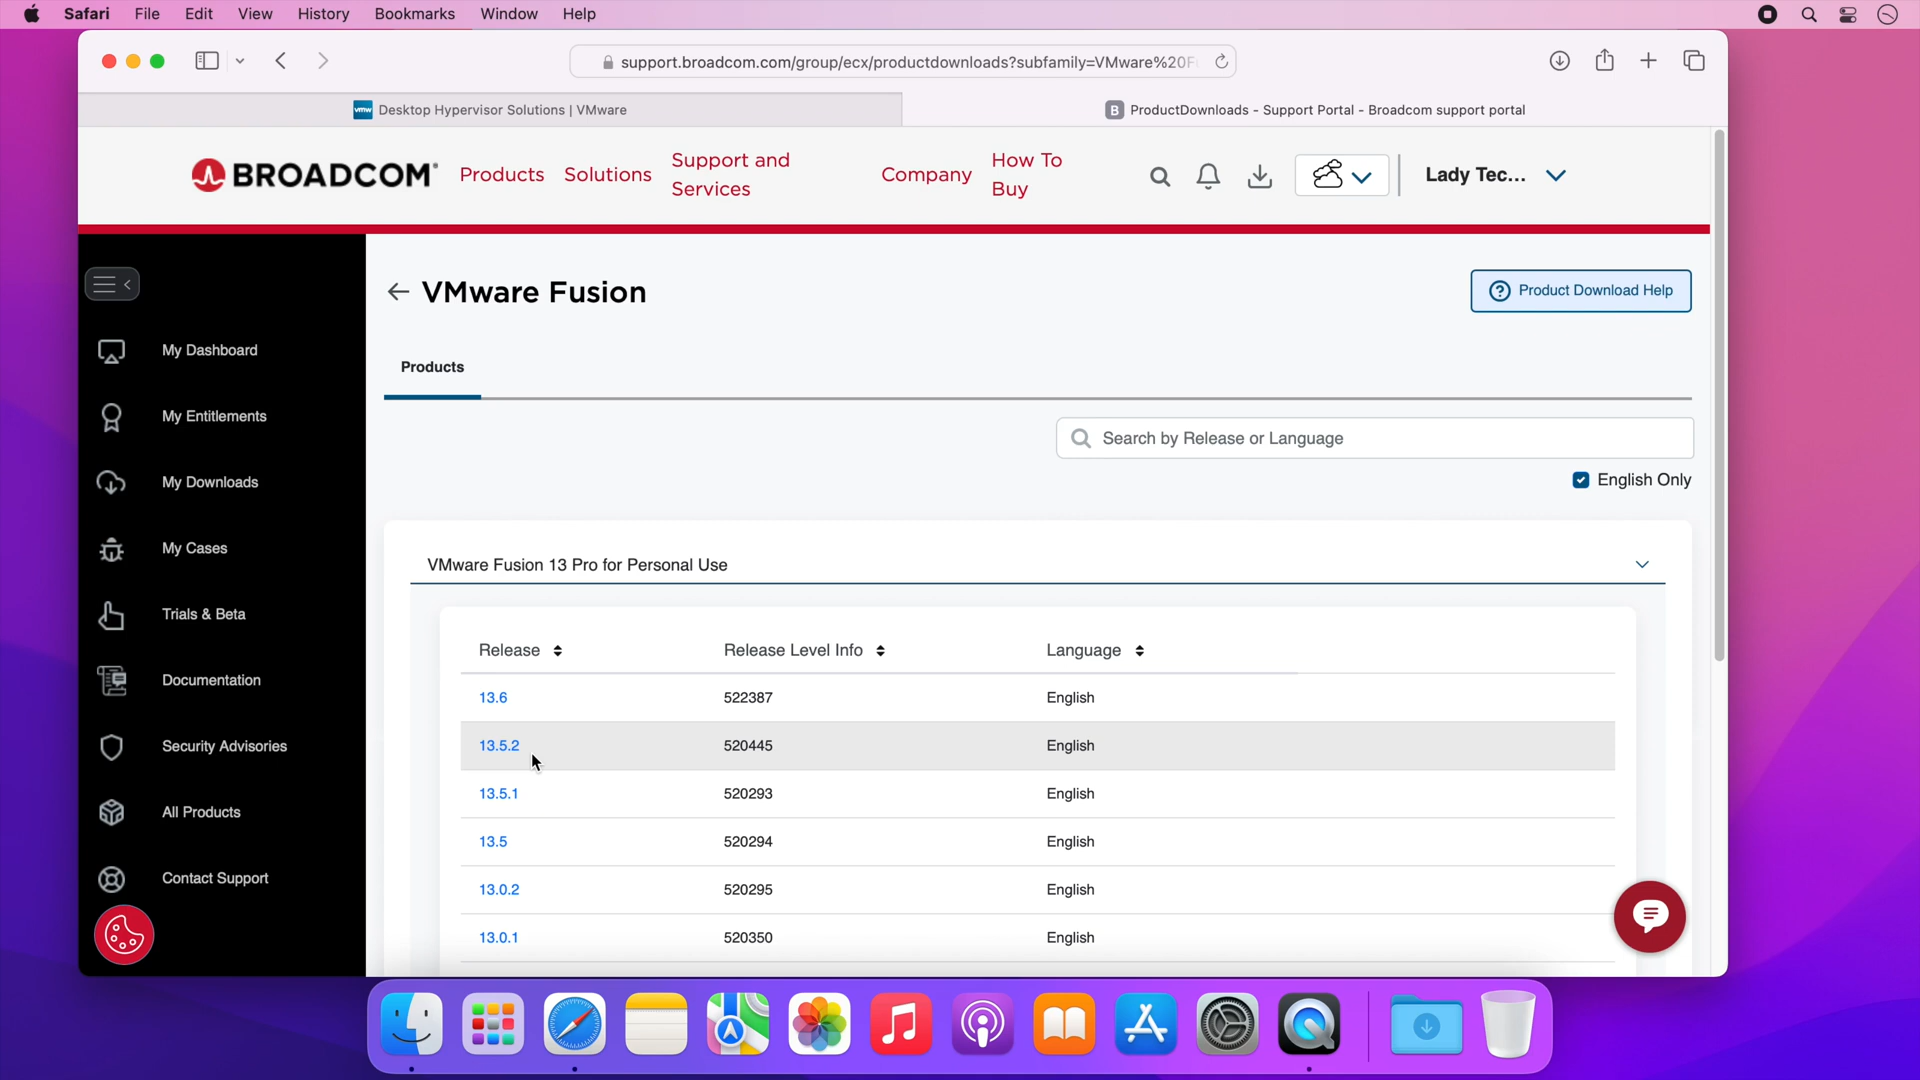 Safari File Edit View History Bookmarks Window Help
support.broadcom.com/group/ecx/productdownloads?subfamily=VMware%20F
vmw Desktop Hypervisor Solutions | VMware
B ProductDownloads - Support Portal - Broadcom support portal
BROADCOM
Products
Solutions
Support and
Services
Company
How To
Buy
Lady Tec...
VMware Fusion
Product Download Help
My Dashboard
My Entitlements
My Downloads
My Cases
Trials & Beta
Documentation
Security Advisories
All Products
Contact Support
Products
Search by Release or Language
English Only
VMware Fusion 13 Pro for Personal Use
Release Release Level Info Language
13.6 522387 English
13.5.2 520445 English
13.5.1 520293 English
13.5 520294 English
13.0.2 520295 English
13.0.1 520350 English